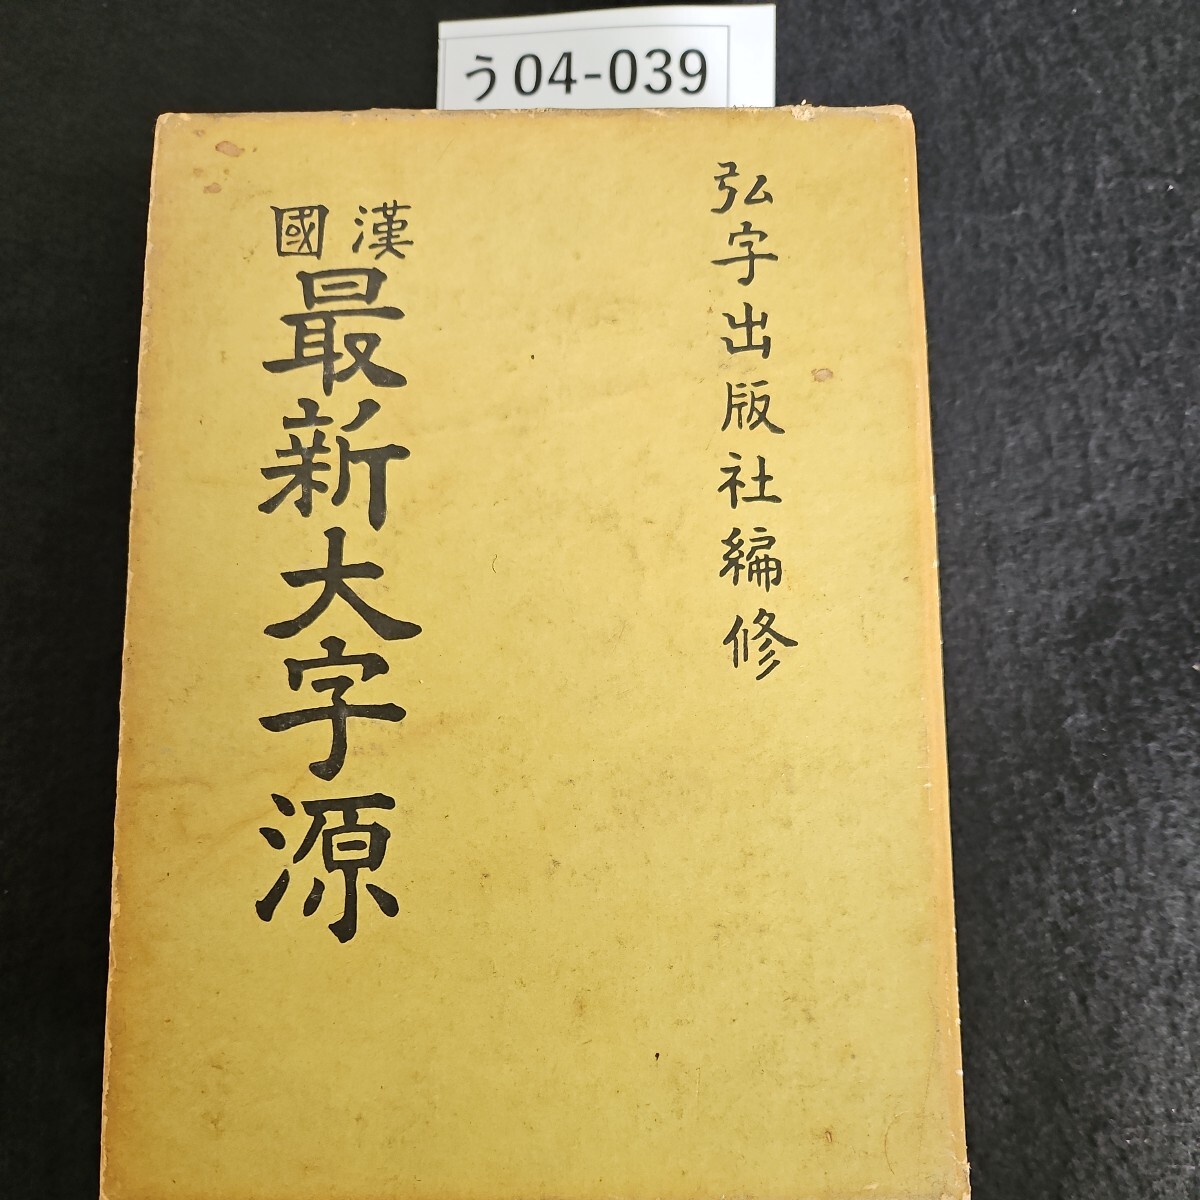 う04-039
弘字出版社編修
漢國
最新大字源